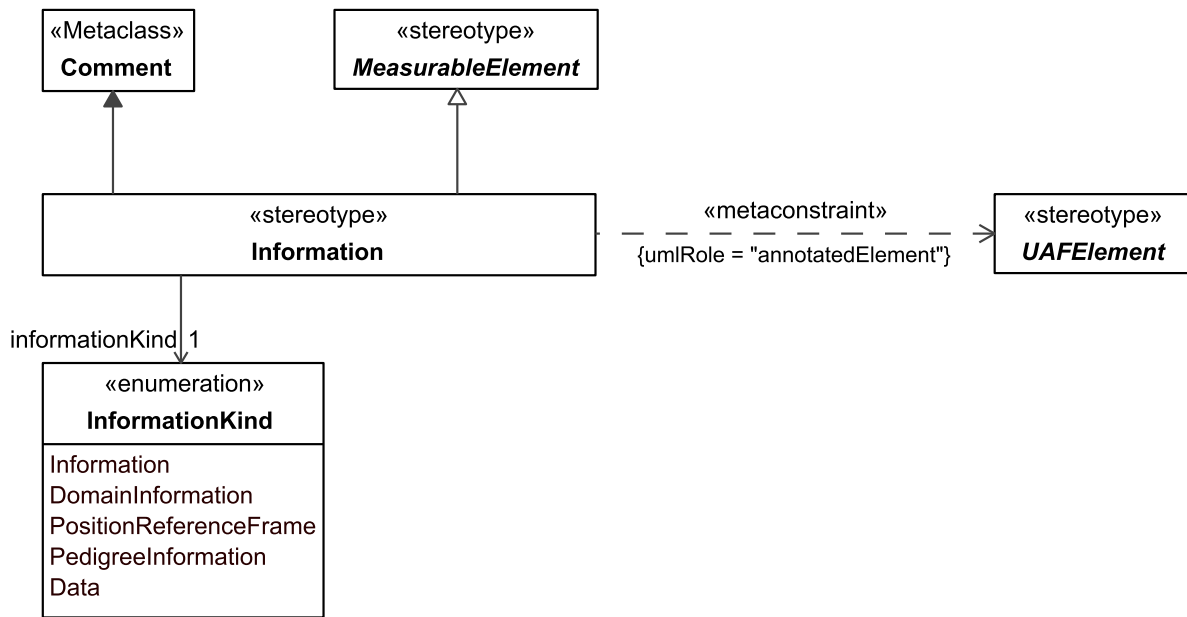 «Metaclass»
Comment
«stereotype»
MeasurableElement
«stereotype»
Information
«metaconstraint»
{umlRole = "annotatedElement"}
«stereotype»
UAFElement
informationKind 1
«enumeration»
InformationKind
Information
DomainInformation
PositionReferenceFrame
PedigreeInformation
Data